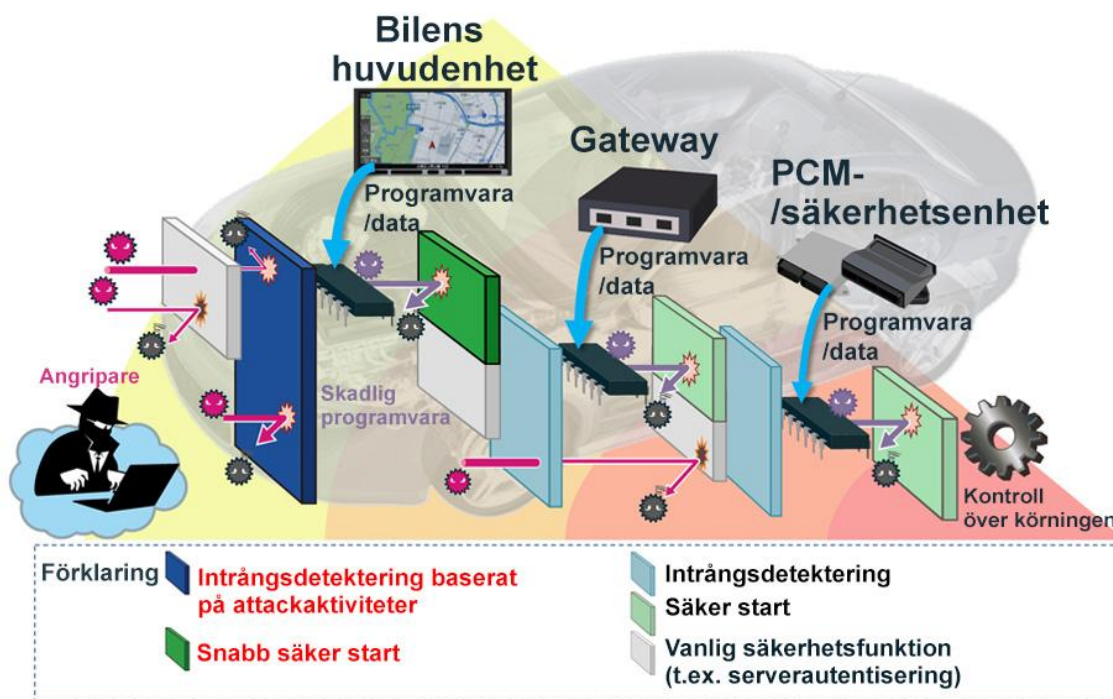 Bilens
huvudenhet
Gateway
PCM-
/säkerhetsenhet
Programvara
/data
Programvara
/data
Programvara
/data
Angripare
Skadlig
programvara
Kontroll
över körningen
Förklaring
Intrångsdetektering baserat
på attackaktiviteter
Snabb säker start
Intrångsdetektering
Säker start
Vanlig säkerhetsfunktion
(t.ex. serverautentisering)